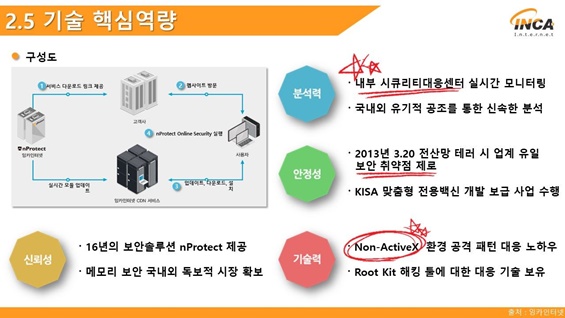 2.5 기술 핵심역량
INCA
Internet
구성도
1 서비스 다운로드 링크 제공
2 웹사이트 방문
고객사
4 nProtect Online Security 실행
nProtect
잉카인터넷
사용자
실시간 모듈 업데이트
3 업데이트, 다운로드, 설치
잉카인터넷 CDN 서비스
분석력
내부 시큐리티대응센터 실시간 모니터링
국내외 유기적 공조를 통한 신속한 분석
안정성
2013년 3.20 전산망 테러 시 업계 유일
보안 취약점 제로
KISA 맞춤형 전용백신 개발 보급 사업 수행
신뢰성
16년의 보안솔루션 nProtect 제공
메모리 보안 국내외 독보적 시장 확보
기술력
Non-ActiveX 환경 공격 패턴 대응 노하우
Root Kit 해킹 툴에 대한 대응 기술 보유
출처 : 잉카인터넷